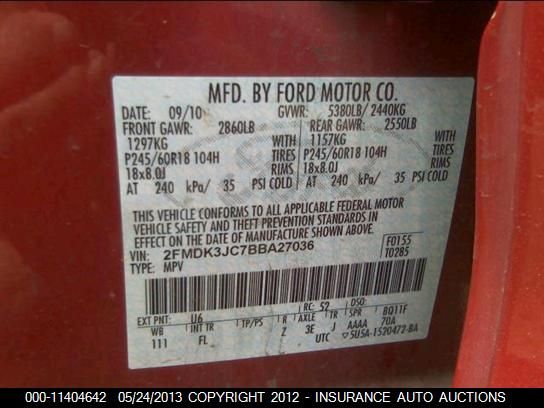 MFD. BY FORD MOTOR CO.
DATE: 09/10 GVWR: 5380LB/ 2440KG
FRONT GAWR: 2860LB REAR GAWR: 2550LB
1297KG WITH 1157KG WITH
P245/60R18 104H TIRES P245/60R18 104H TIRES
18x8.0J RIMS 18x8.0J RIMS
AT 240 kPa/ 35 PSI COLD AT 240 kPa/ 35 PSI COLD
THIS VEHICLE CONFORMS TO ALL APPLICABLE FEDERAL MOTOR
VEHICLE SAFETY AND THEFT PREVENTION STANDARDS IN
EFFECT ON THE DATE OF MANUFACTURE SHOWN ABOVE.
VIN: 2FMDK3JC7BBA27036 F0155
TYPE: MPV T0285
EXT PNT: U6 RC: 52 DSO:
WB INT TR TP/PS R AXLE TR SPR BQ11F
111 FL Z 3E J AAAA 70A
UTC ▽5U5A-1520472-BA
000-11404642 05/24/2013 COPYRIGHT 2012 - INSURANCE AUTO AUCTIONS